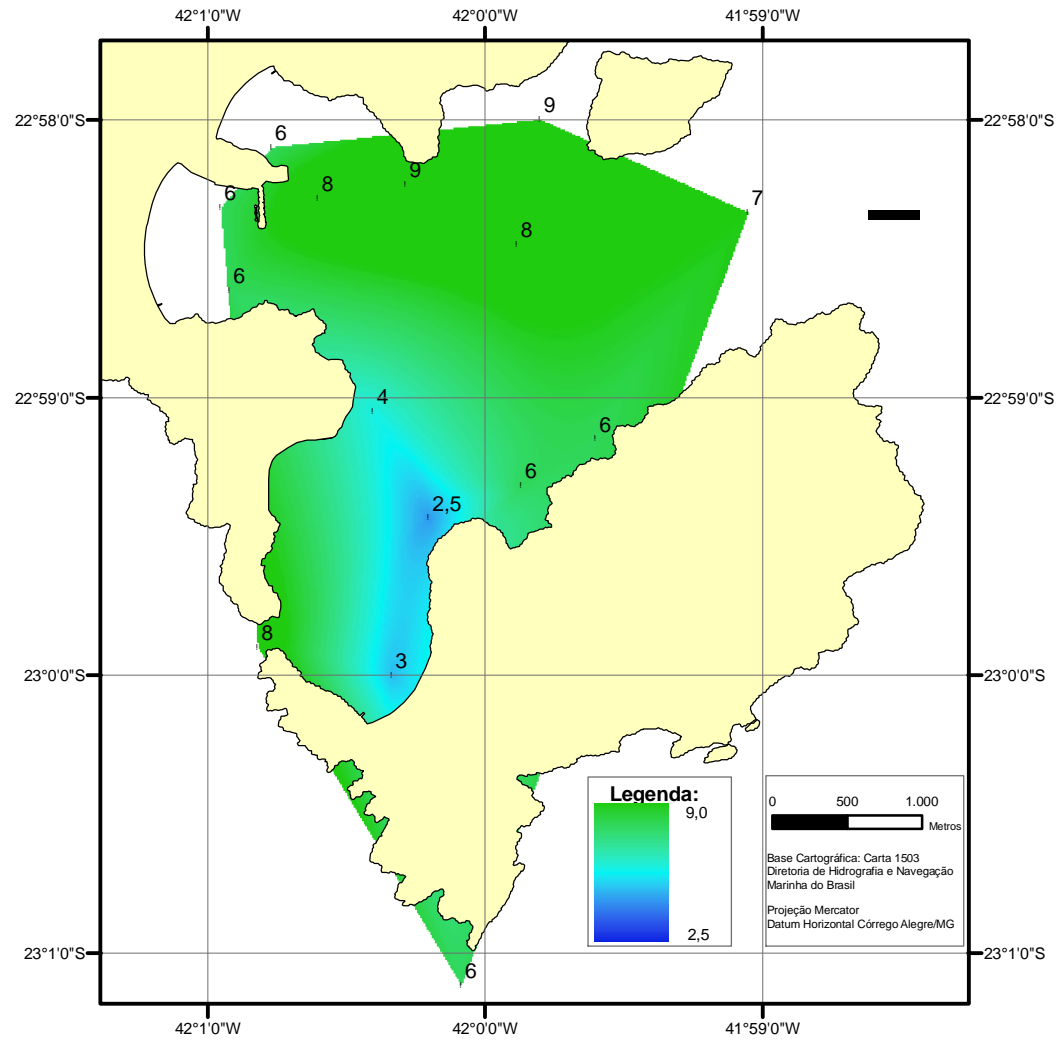 42°1'0"W 42°0'0"W 41°59'0"W
22°58'0"S 22°58'0"S
9
6
7
9
8
6
8
6
22°59'0"S 22°59'0"S
4
6
6
2,5
8
3
23°0'0"S 23°0'0"S
Legenda:
9,0
2,5
0 500 1.000
Metros
Base Cartográfica: Carta 1503
Diretoria de Hidrografia e Navegação
Marinha do Brasil
Projeção Mercator
Datum Horizontal Córrego Alegre/MG
23°1'0"S 23°1'0"S
6
42°1'0"W 42°0'0"W 41°59'0"W